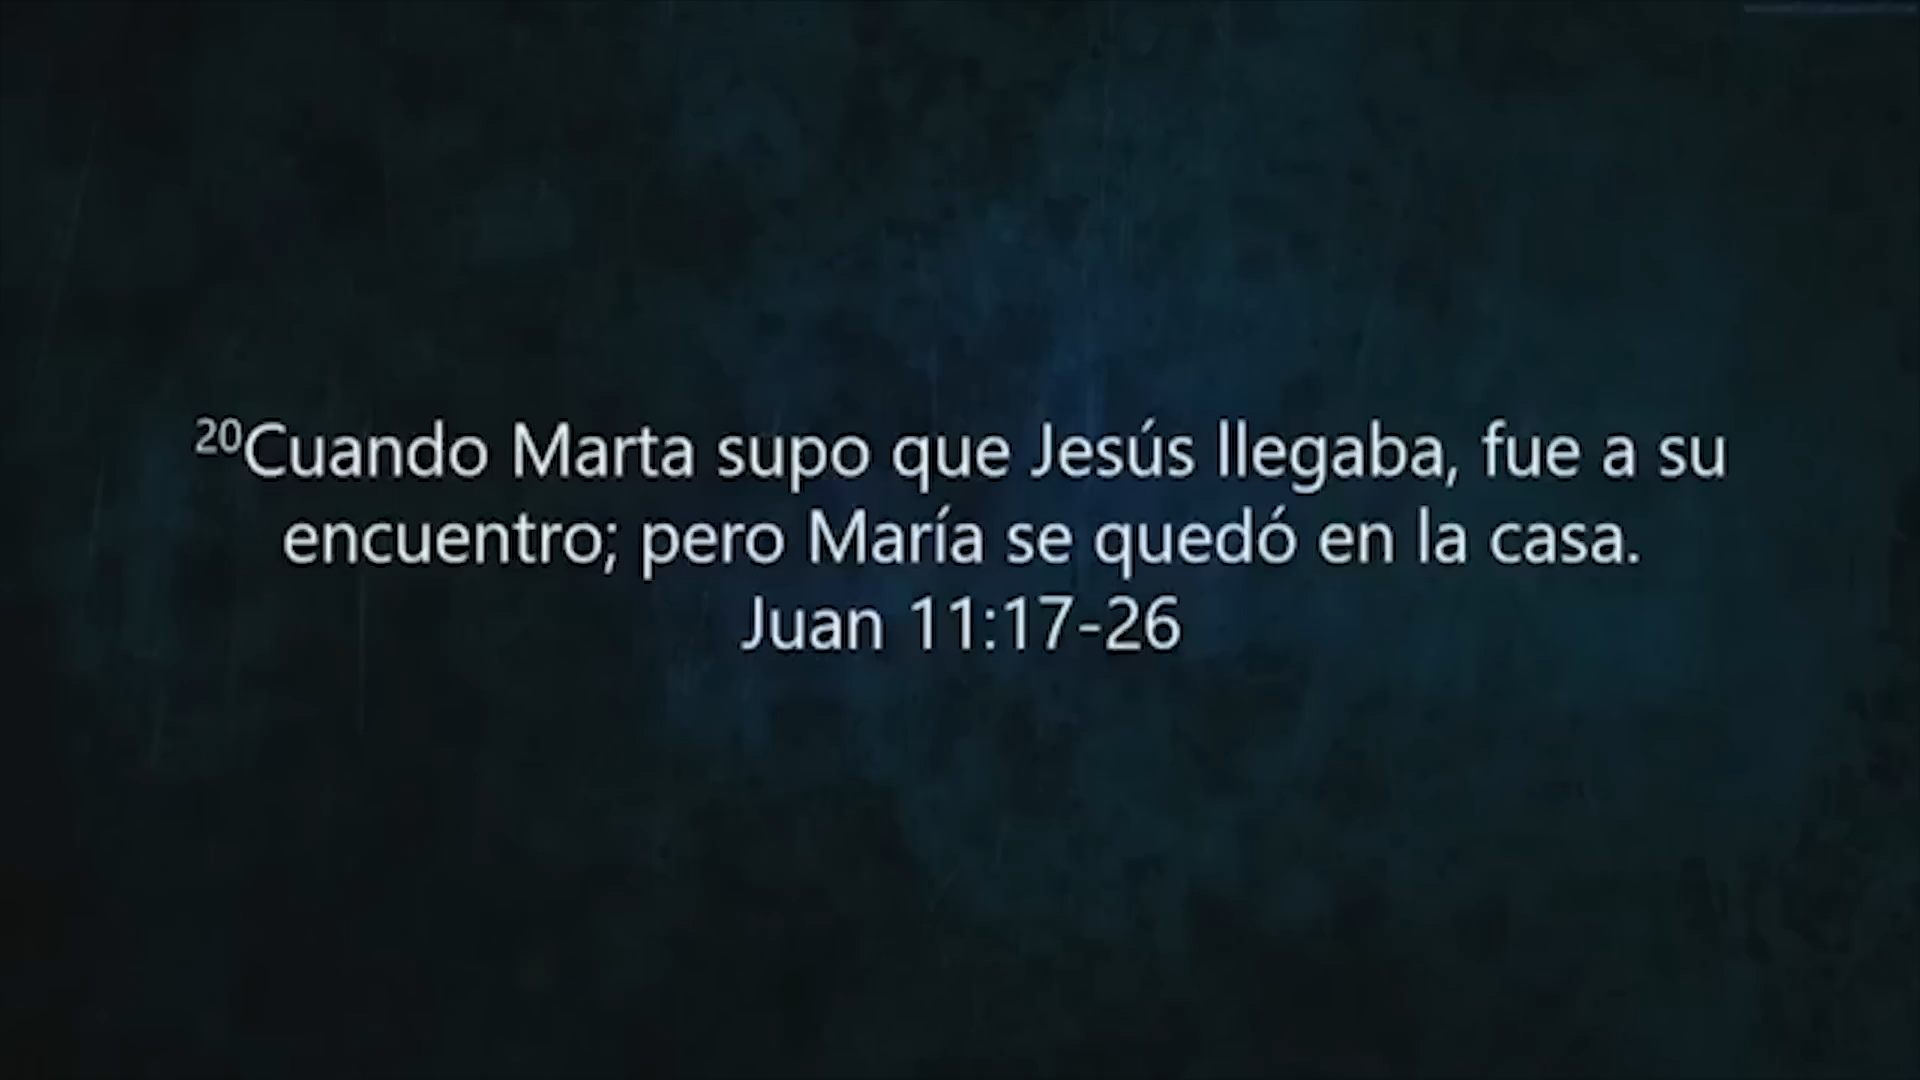 ²⁰Cuando Marta supo que Jesús llegaba, fue a su
encuentro; pero María se quedó en la casa.
Juan 11:17-26